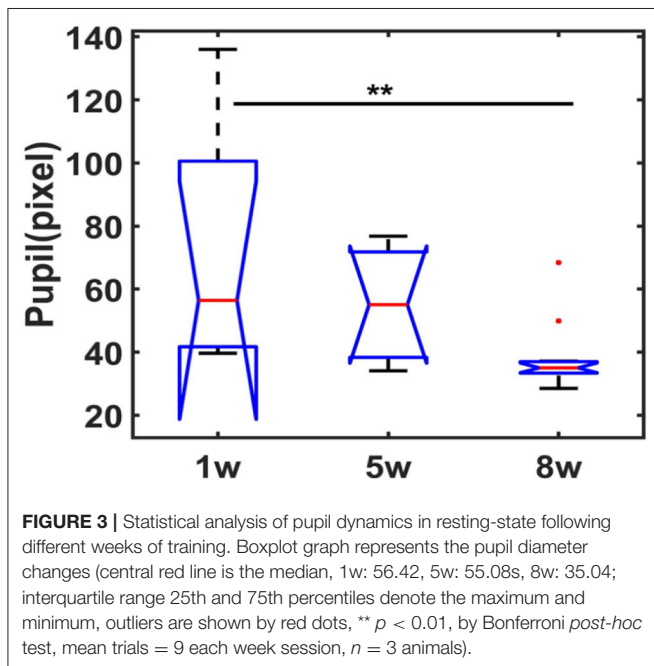 140
120
**
100
80
60
40
20
Pupil(pixel)
1w 5w 8w
FIGURE 3 | Statistical analysis of pupil dynamics in resting-state following
different weeks of training. Boxplot graph represents the pupil diameter
changes (central red line is the median, 1w: 56.42, 5w: 55.08s, 8w: 35.04;
interquartile range 25th and 75th percentiles denote the maximum and
minimum, outliers are shown by red dots, ** p < 0.01, by Bonferroni post-hoc
test, mean trials = 9 each week session, n = 3 animals).